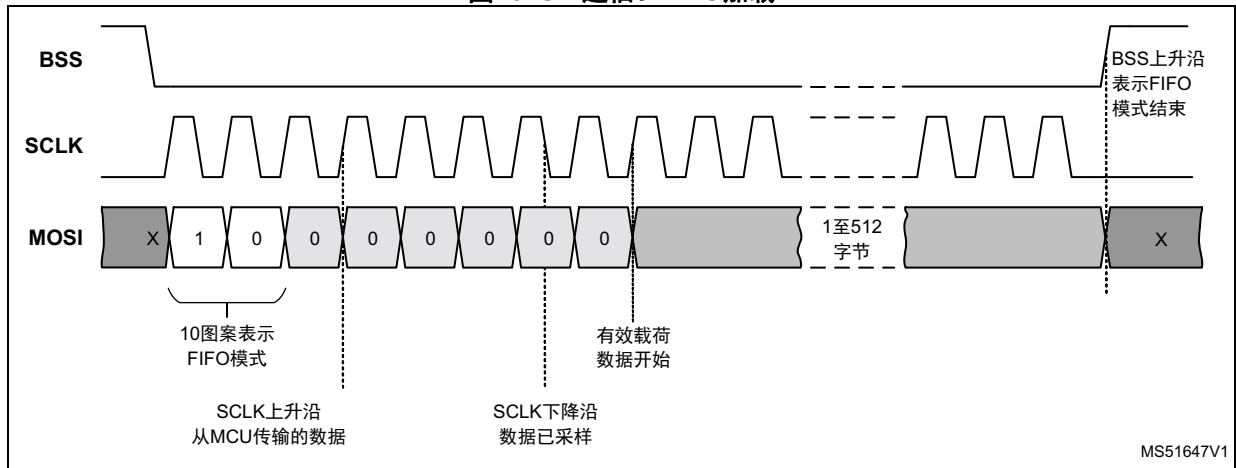 BSS
BSS上升沿
表示FIFO
模式结束
SCLK
MOSI
X 1 0 0 0 0 0 0 0
1至512
字节
X
10图案表示
FIFO模式
有效载荷
数据开始
SCLK上升沿
从MCU传输的数据
SCLK下降沿
数据已采样
MS51647V1